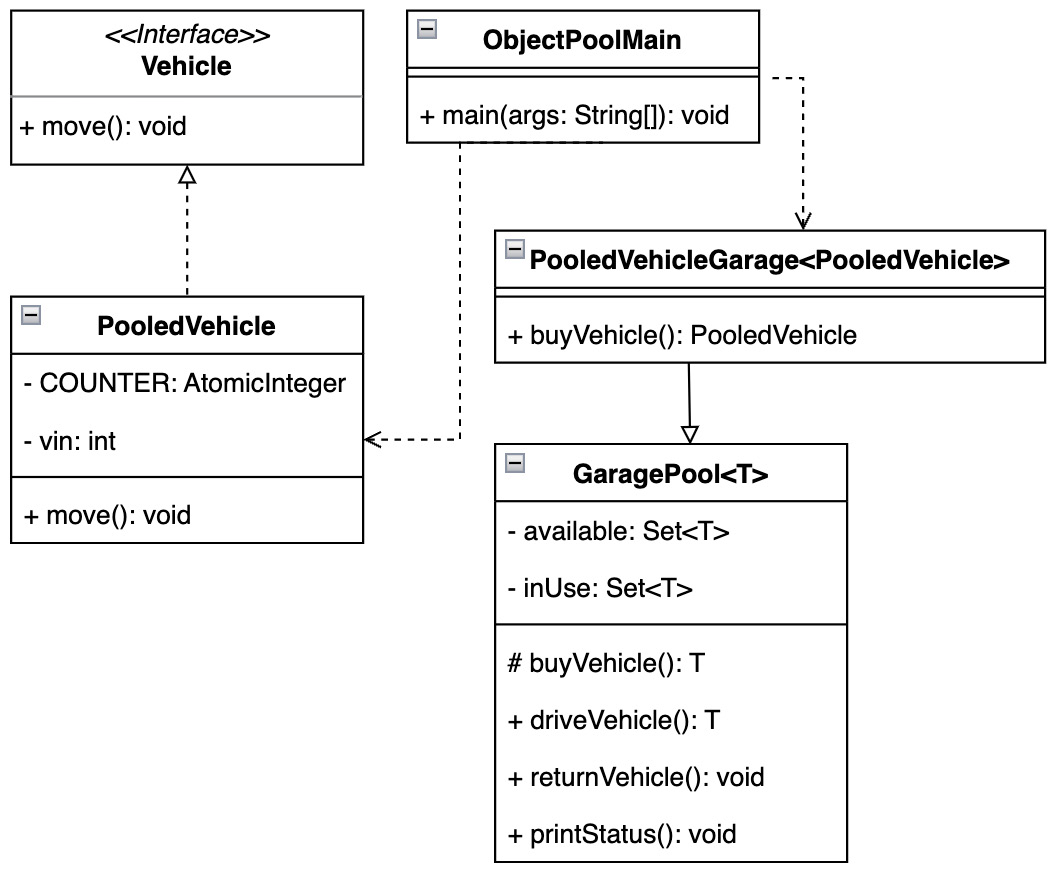 <<Interface>>
Vehicle
+ move(): void
ObjectPoolMain
+ main(args: String[]): void
PooledVehicleGarage<PooledVehicle>
+ buyVehicle(): PooledVehicle
PooledVehicle
- COUNTER: AtomicInteger
- vin: int
+ move(): void
GaragePool<T>
- available: Set<T>
- inUse: Set<T>
# buyVehicle(): T
+ driveVehicle(): T
+ returnVehicle(): void
+ printStatus(): void